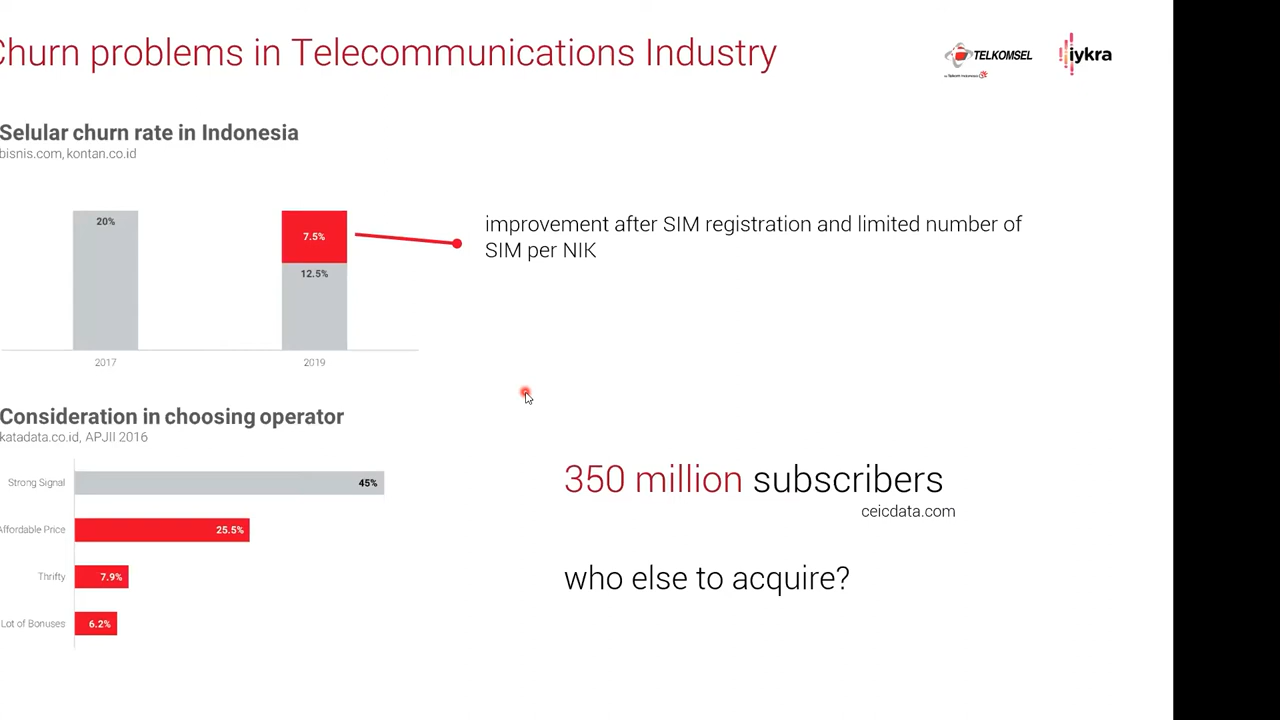 Churn problems in Telecommunications Industry
TELKOMSEL
iykra
Selular churn rate in Indonesia
bisnis.com, kontan.co.id
20%
7.5%
12.5%
2017
2019
improvement after SIM registration and limited number of
SIM per NIK
Consideration in choosing operator
katadata.co.id, APJII 2016
Strong Signal
45%
Affordable Price
25.5%
Thrifty
7.9%
Lot of Bonuses
6.2%
350 million subscribers
ceicdata.com
who else to acquire?